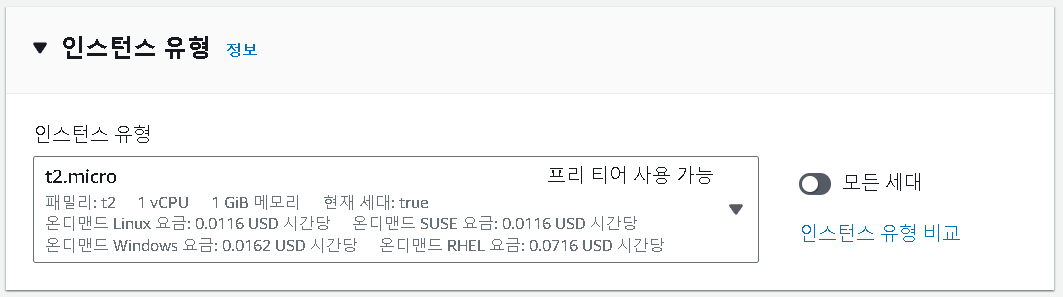 인스턴스 유형 정보
인스턴스 유형
t2.micro 프리 티어 사용 가능
패밀리: t2 1 vCPU 1 GiB 메모리 현재 세대: true
온디맨드 Linux 요금: 0.0116 USD 시간당 온디맨드 SUSE 요금: 0.0116 USD 시간당
온디맨드 Windows 요금: 0.0162 USD 시간당 온디맨드 RHEL 요금: 0.0716 USD 시간당
모든 세대
인스턴스 유형 비교